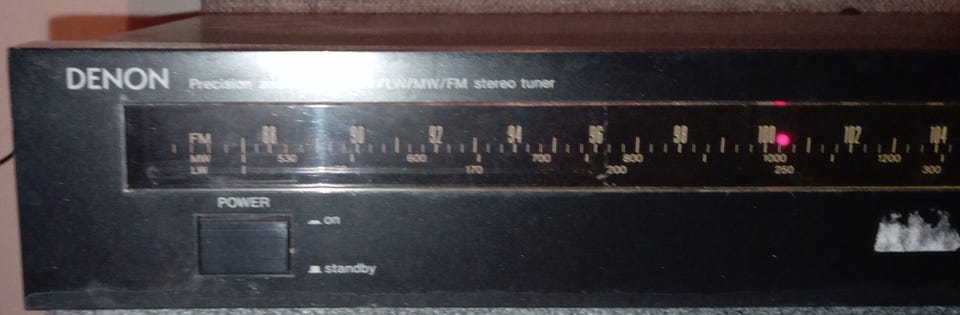 DENON Precision LW/MW/FM stereo tuner
FM 88 90 92 94 96 98 100 102 104
MW 530 600 700 800 1000 1200
LW 170 200 250 300
POWER
on
standby